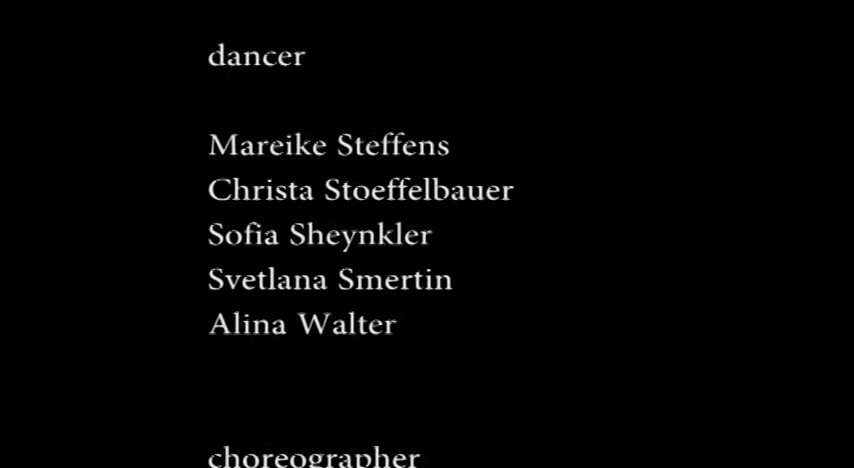 dancer
Mareike Steffens
Christa Stoeffelbauer
Sofia Sheynkler
Svetlana Smertin
Alina Walter
choreographer